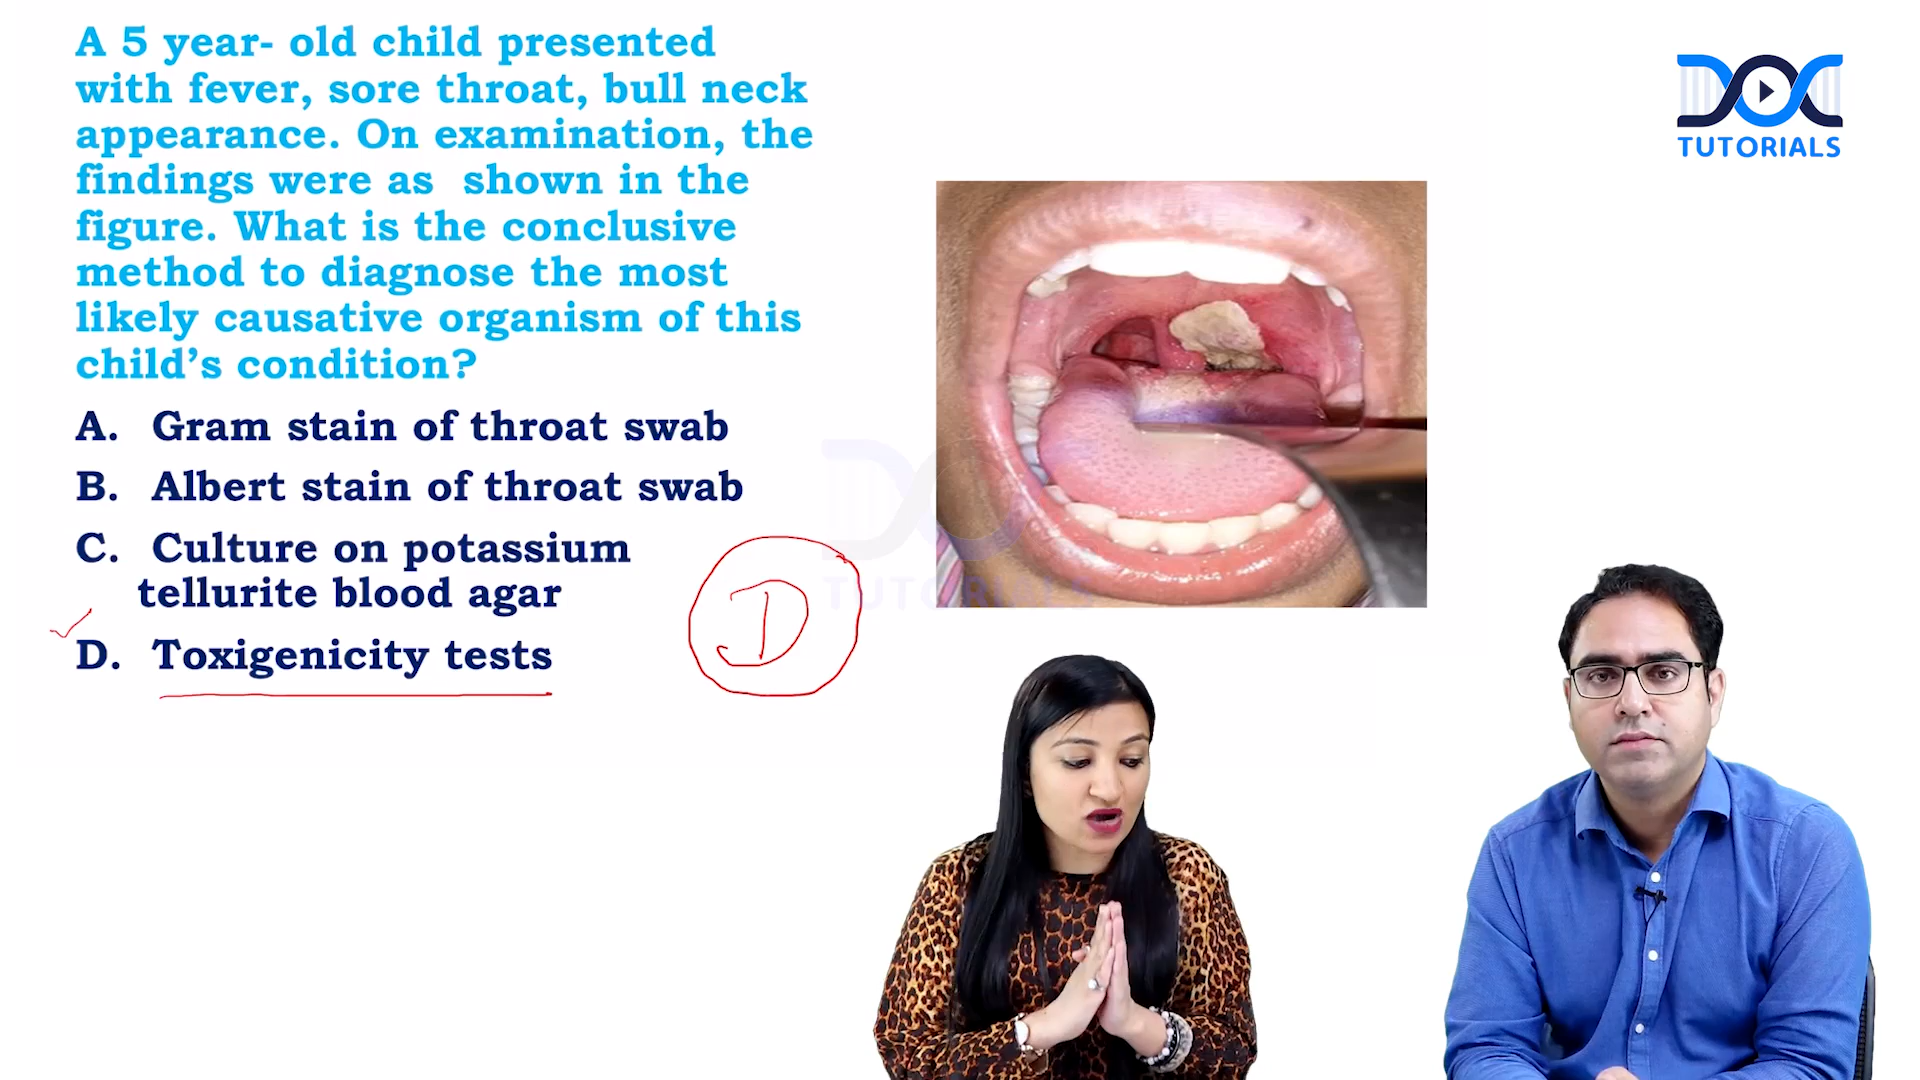 A 5 year- old child presented
with fever, sore throat, bull neck
appearance. On examination, the
findings were as shown in the
figure. What is the conclusive
method to diagnose the most
likely causative organism of this
child's condition?
A. Gram stain of throat swab
B. Albert stain of throat swab
C. Culture on potassium
tellurite blood agar
D. Toxigenicity tests
D
DOC
TUTORIALS
DOC
TUTORIALS